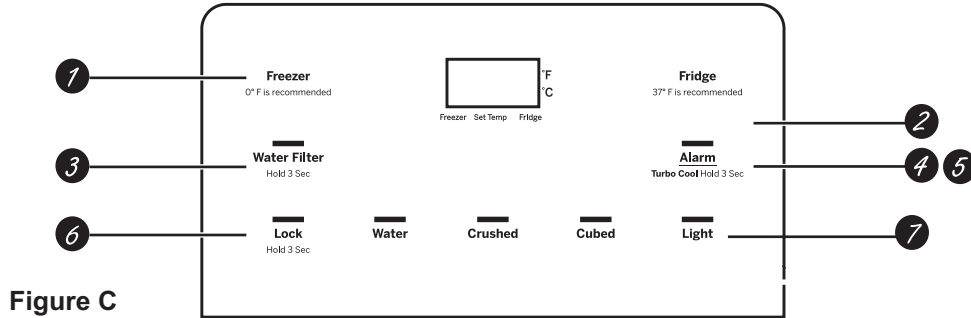 1
Freezer
0° F is recommended
°F
°C
Freezer Set Temp Fridge
Fridge
37° F is recommended
2
3
Water Filter
Hold 3 Sec
Alarm
Turbo Cool Hold 3 Sec
4 5
6
Lock
Hold 3 Sec
Water
Crushed
Cubed
Light
7
Figure C